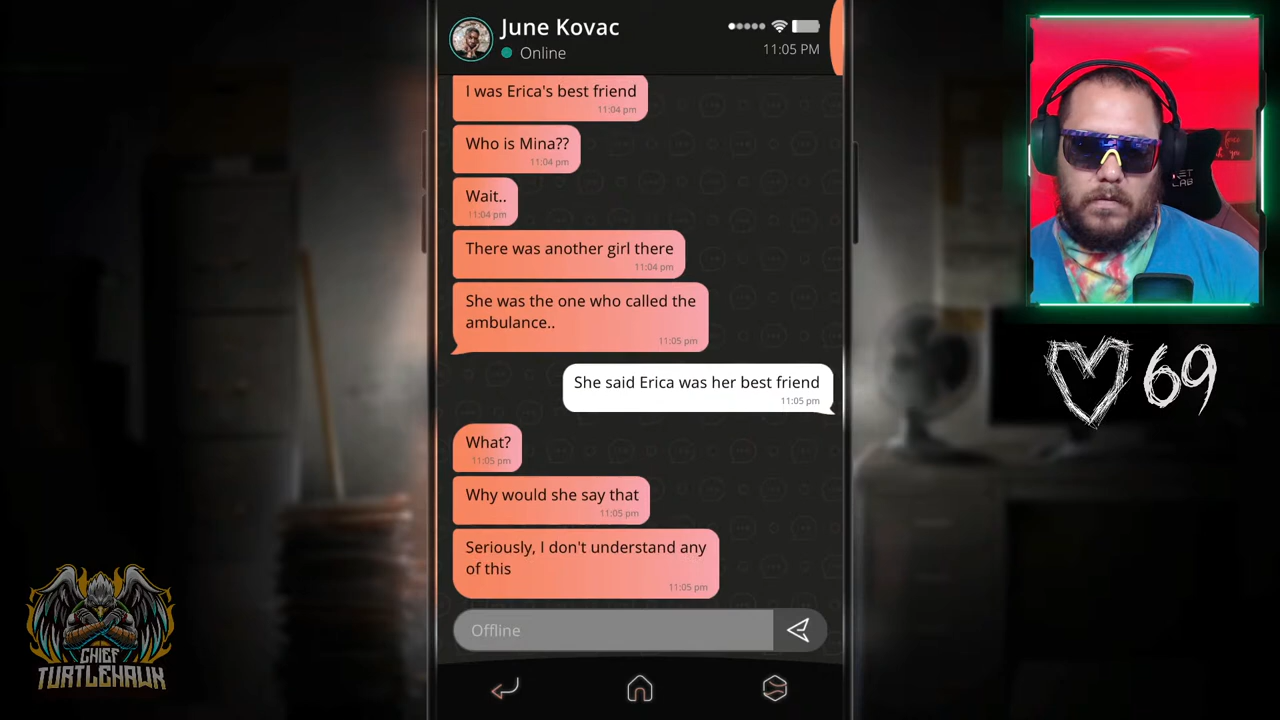 June Kovac
Online
11:05 PM
I was Erica's best friend
11:04 pm
Who is Mina??
11:04 pm
Wait..
11:04 pm
There was another girl there
11:04 pm
She was the one who called the
ambulance..
11:05 pm
She said Erica was her best friend
11:05 pm
What?
11:05 pm
Why would she say that
11:05 pm
Seriously, I don't understand any
of this
11:05 pm
Offline
69
CHIEF
TURTLEHAWK